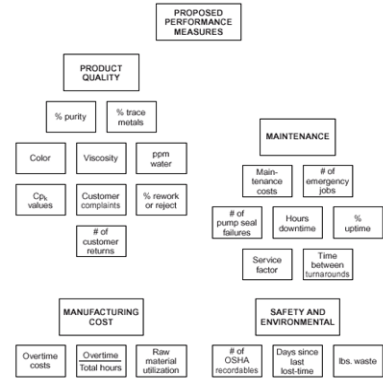 PROPOSED
PERFORMANCE
MEASURES
PRODUCT
QUALITY
% purity
% trace
metals
Color
Viscosity
ppm
water
Cpk
values
Customer
complaints
% rework
or reject
# of
customer
returns
MAINTENANCE
Main-
tenance
costs
# of
emergency
jobs
# of
pump seal
failures
Hours
downtime
%
uptime
Service
factor
Time
between
turnarounds
MANUFACTURING
COST
Overtime
costs
Overtime
Total hours
Raw
material
utilization
SAFETY AND
ENVIRONMENTAL
# of
OSHA
recordables
Days since
last
lost-time
lbs. waste